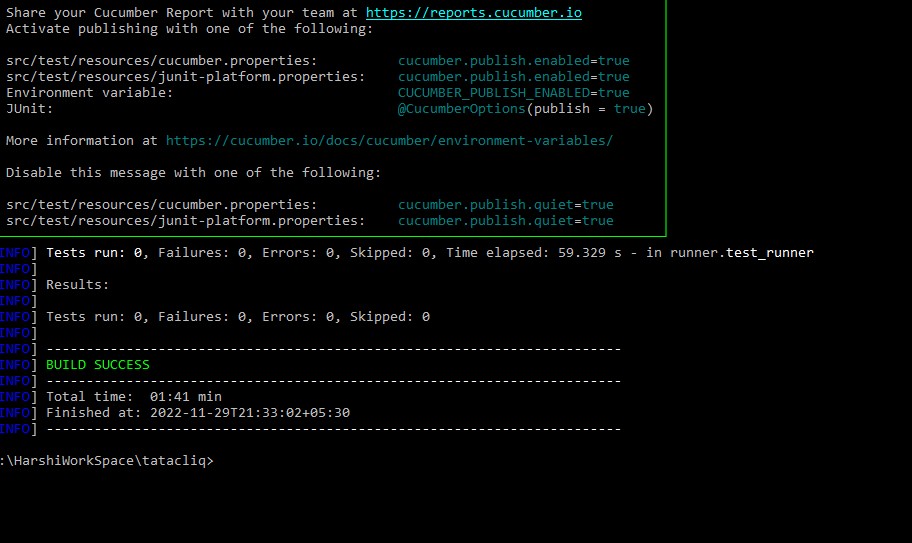 Share your Cucumber Report with your team at https://reports.cucumber.io
Activate publishing with one of the following:
src/test/resources/cucumber.properties: cucumber.publish.enabled=true
src/test/resources/junit-platform.properties: cucumber.publish.enabled=true
Environment variable: CUCUMBER_PUBLISH_ENABLED=true
JUnit: @CucumberOptions(publish = true)
More information at https://cucumber.io/docs/cucumber/environment-variables/
Disable this message with one of the following:
src/test/resources/cucumber.properties: cucumber.publish.quiet=true
src/test/resources/junit-platform.properties: cucumber.publish.quiet=true
INFO] Tests run: 0, Failures: 0, Errors: 0, Skipped: 0, Time elapsed: 59.329 s - in runner.test_runner
INFO]
INFO] Results:
INFO]
INFO] Tests run: 0, Failures: 0, Errors: 0, Skipped: 0
INFO]
INFO] ------------------------------------------------------------------------
INFO] BUILD SUCCESS
INFO] ------------------------------------------------------------------------
INFO] Total time:  01:41 min
INFO] Finished at: 2022-11-29T21:33:02+05:30
INFO] ------------------------------------------------------------------------
:\HarshiWorkSpace\tatacliq>